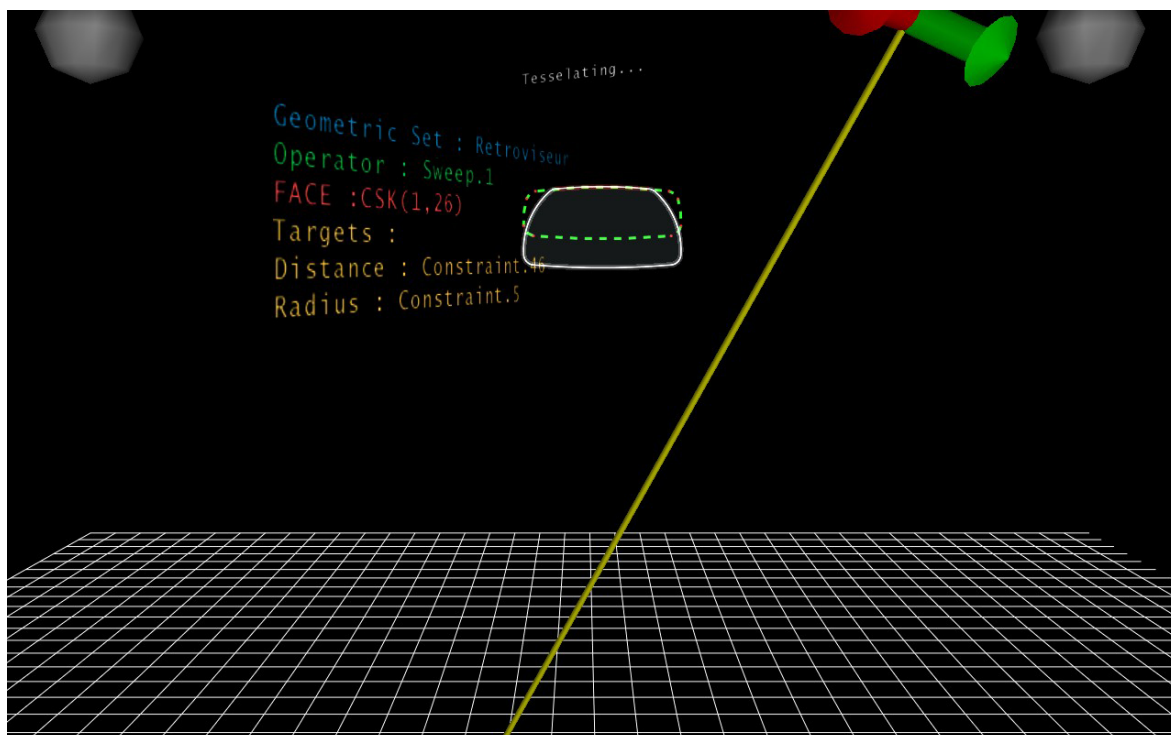 Tesselating...
Geometric Set : Retroviseur
Operator : Sweep.1
FACE :CSK(1,26)
Targets :
Distance : Constraint.46
Radius : Constraint.5